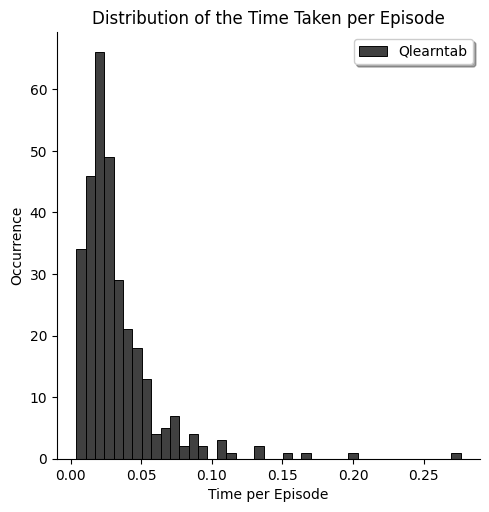 Distribution of the Time Taken per Episode
Qlearntab
Occurrence
60
50
40
30
20
10
0
0.00 0.05 0.10 0.15 0.20 0.25
Time per Episode